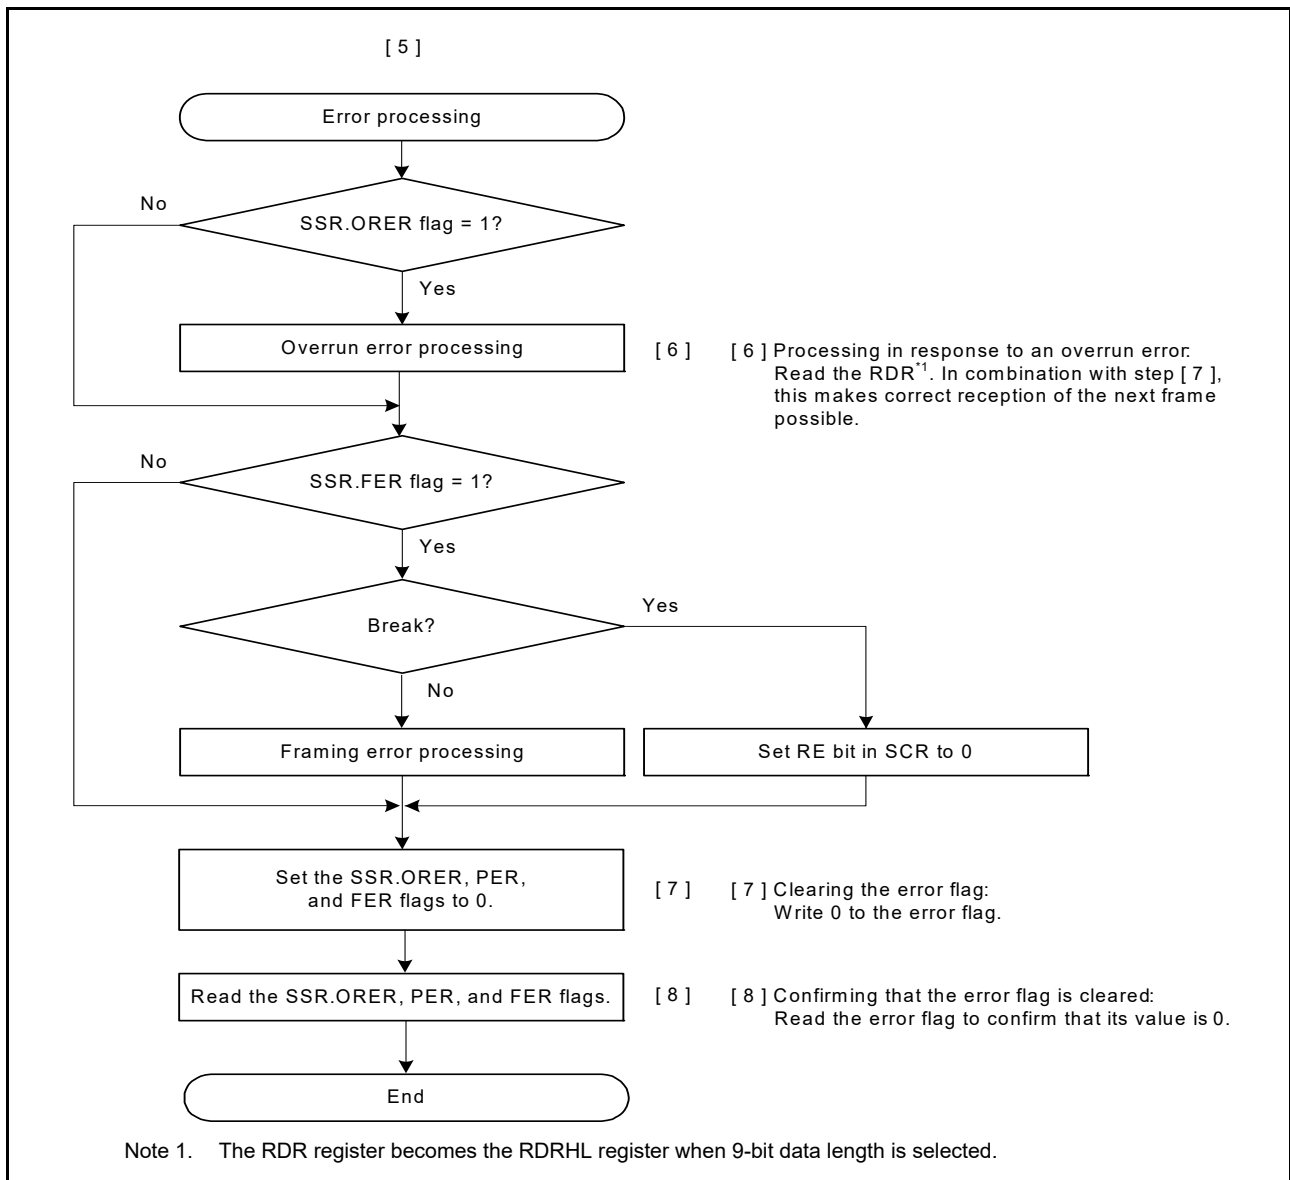 [ 5 ]
Error processing
No
SSR.ORER flag = 1?
Yes
Overrun error processing
[ 6 ]
[ 6 ] Processing in response to an overrun error:
Read the RDR*1. In combination with step [ 7 ],
this makes correct reception of the next frame
possible.
No
SSR.FER flag = 1?
Yes
Break?
Yes
No
Framing error processing
Set RE bit in SCR to 0
Set the SSR.ORER, PER,
and FER flags to 0.
[ 7 ]
[ 7 ] Clearing the error flag:
Write 0 to the error flag.
Read the SSR.ORER, PER, and FER flags.
[ 8 ]
[ 8 ] Confirming that the error flag is cleared:
Read the error flag to confirm that its value is 0.
End
Note 1. The RDR register becomes the RDRHL register when 9-bit data length is selected.